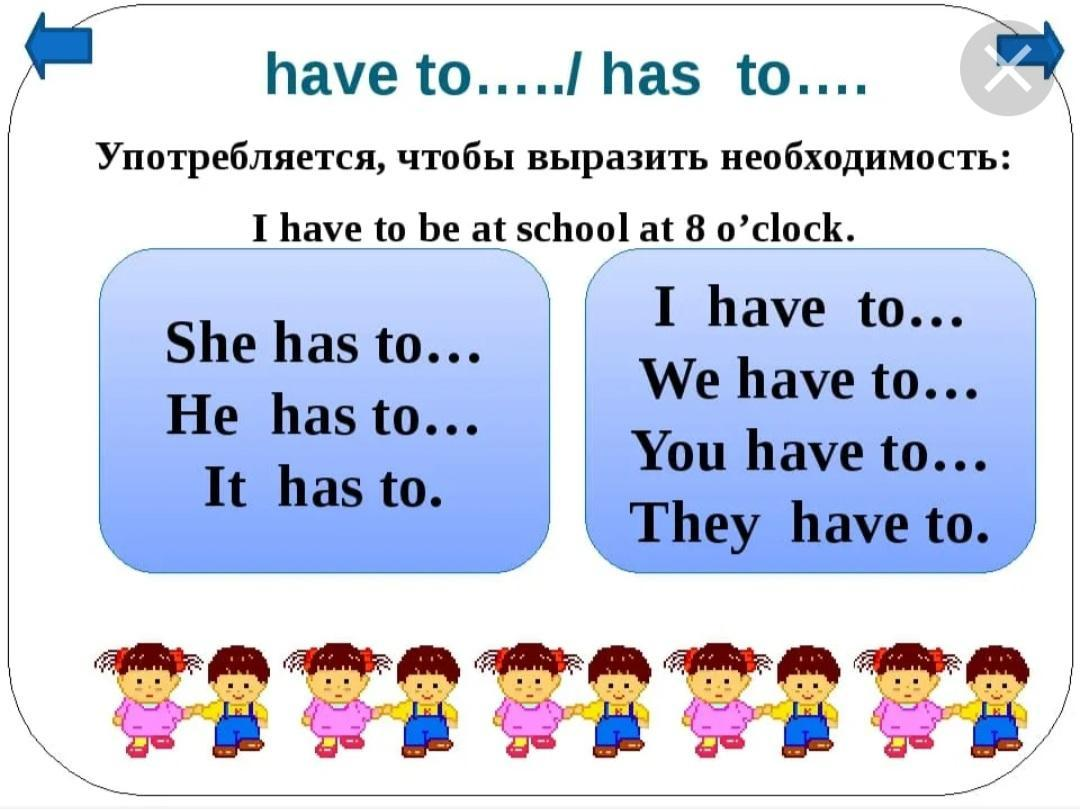 have to…../ has to….
Употребляется, чтобы выразить необходимость:
I have to be at school at 8 o’clock.
She has to…
He has to…
It has to.
I have to…
We have to…
You have to…
They have to.